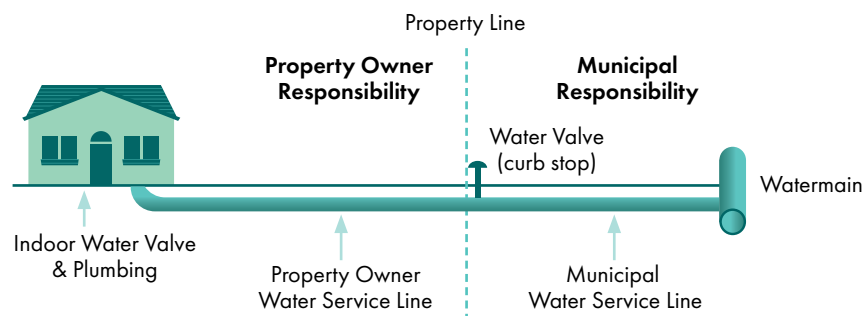 Property Line
Property Owner
Responsibility
Municipal
Responsibility
Water Valve
(curb stop)
Watermain
Indoor Water Valve
& Plumbing
Property Owner
Water Service Line
Municipal
Water Service Line